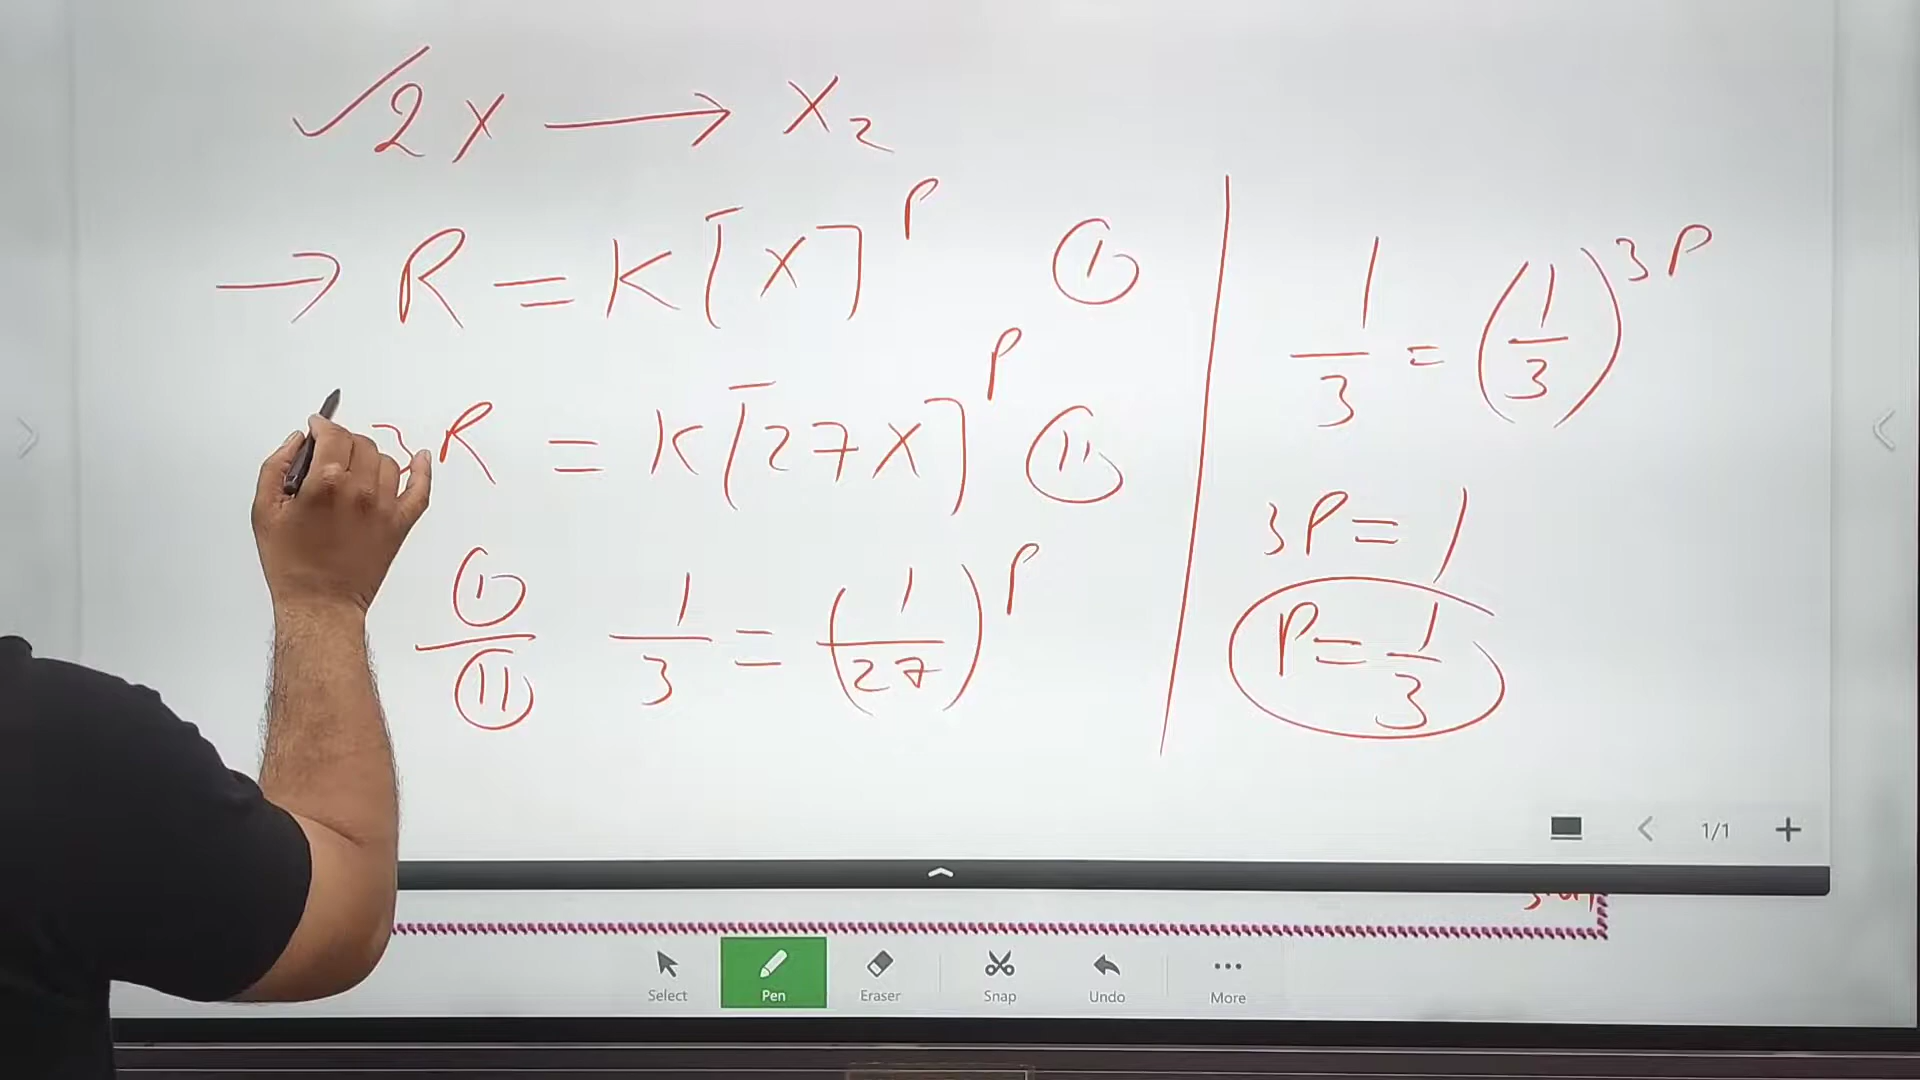 2x → x₂
→ R = K[x]^P ①
3R = K[27x]^P ⑪
①/⑪ 1/3 = (1/27)^P
1/3 = (1/3)^3P
3P = 1
P = 1/3
1/1
Select Pen Eraser Snap Undo More